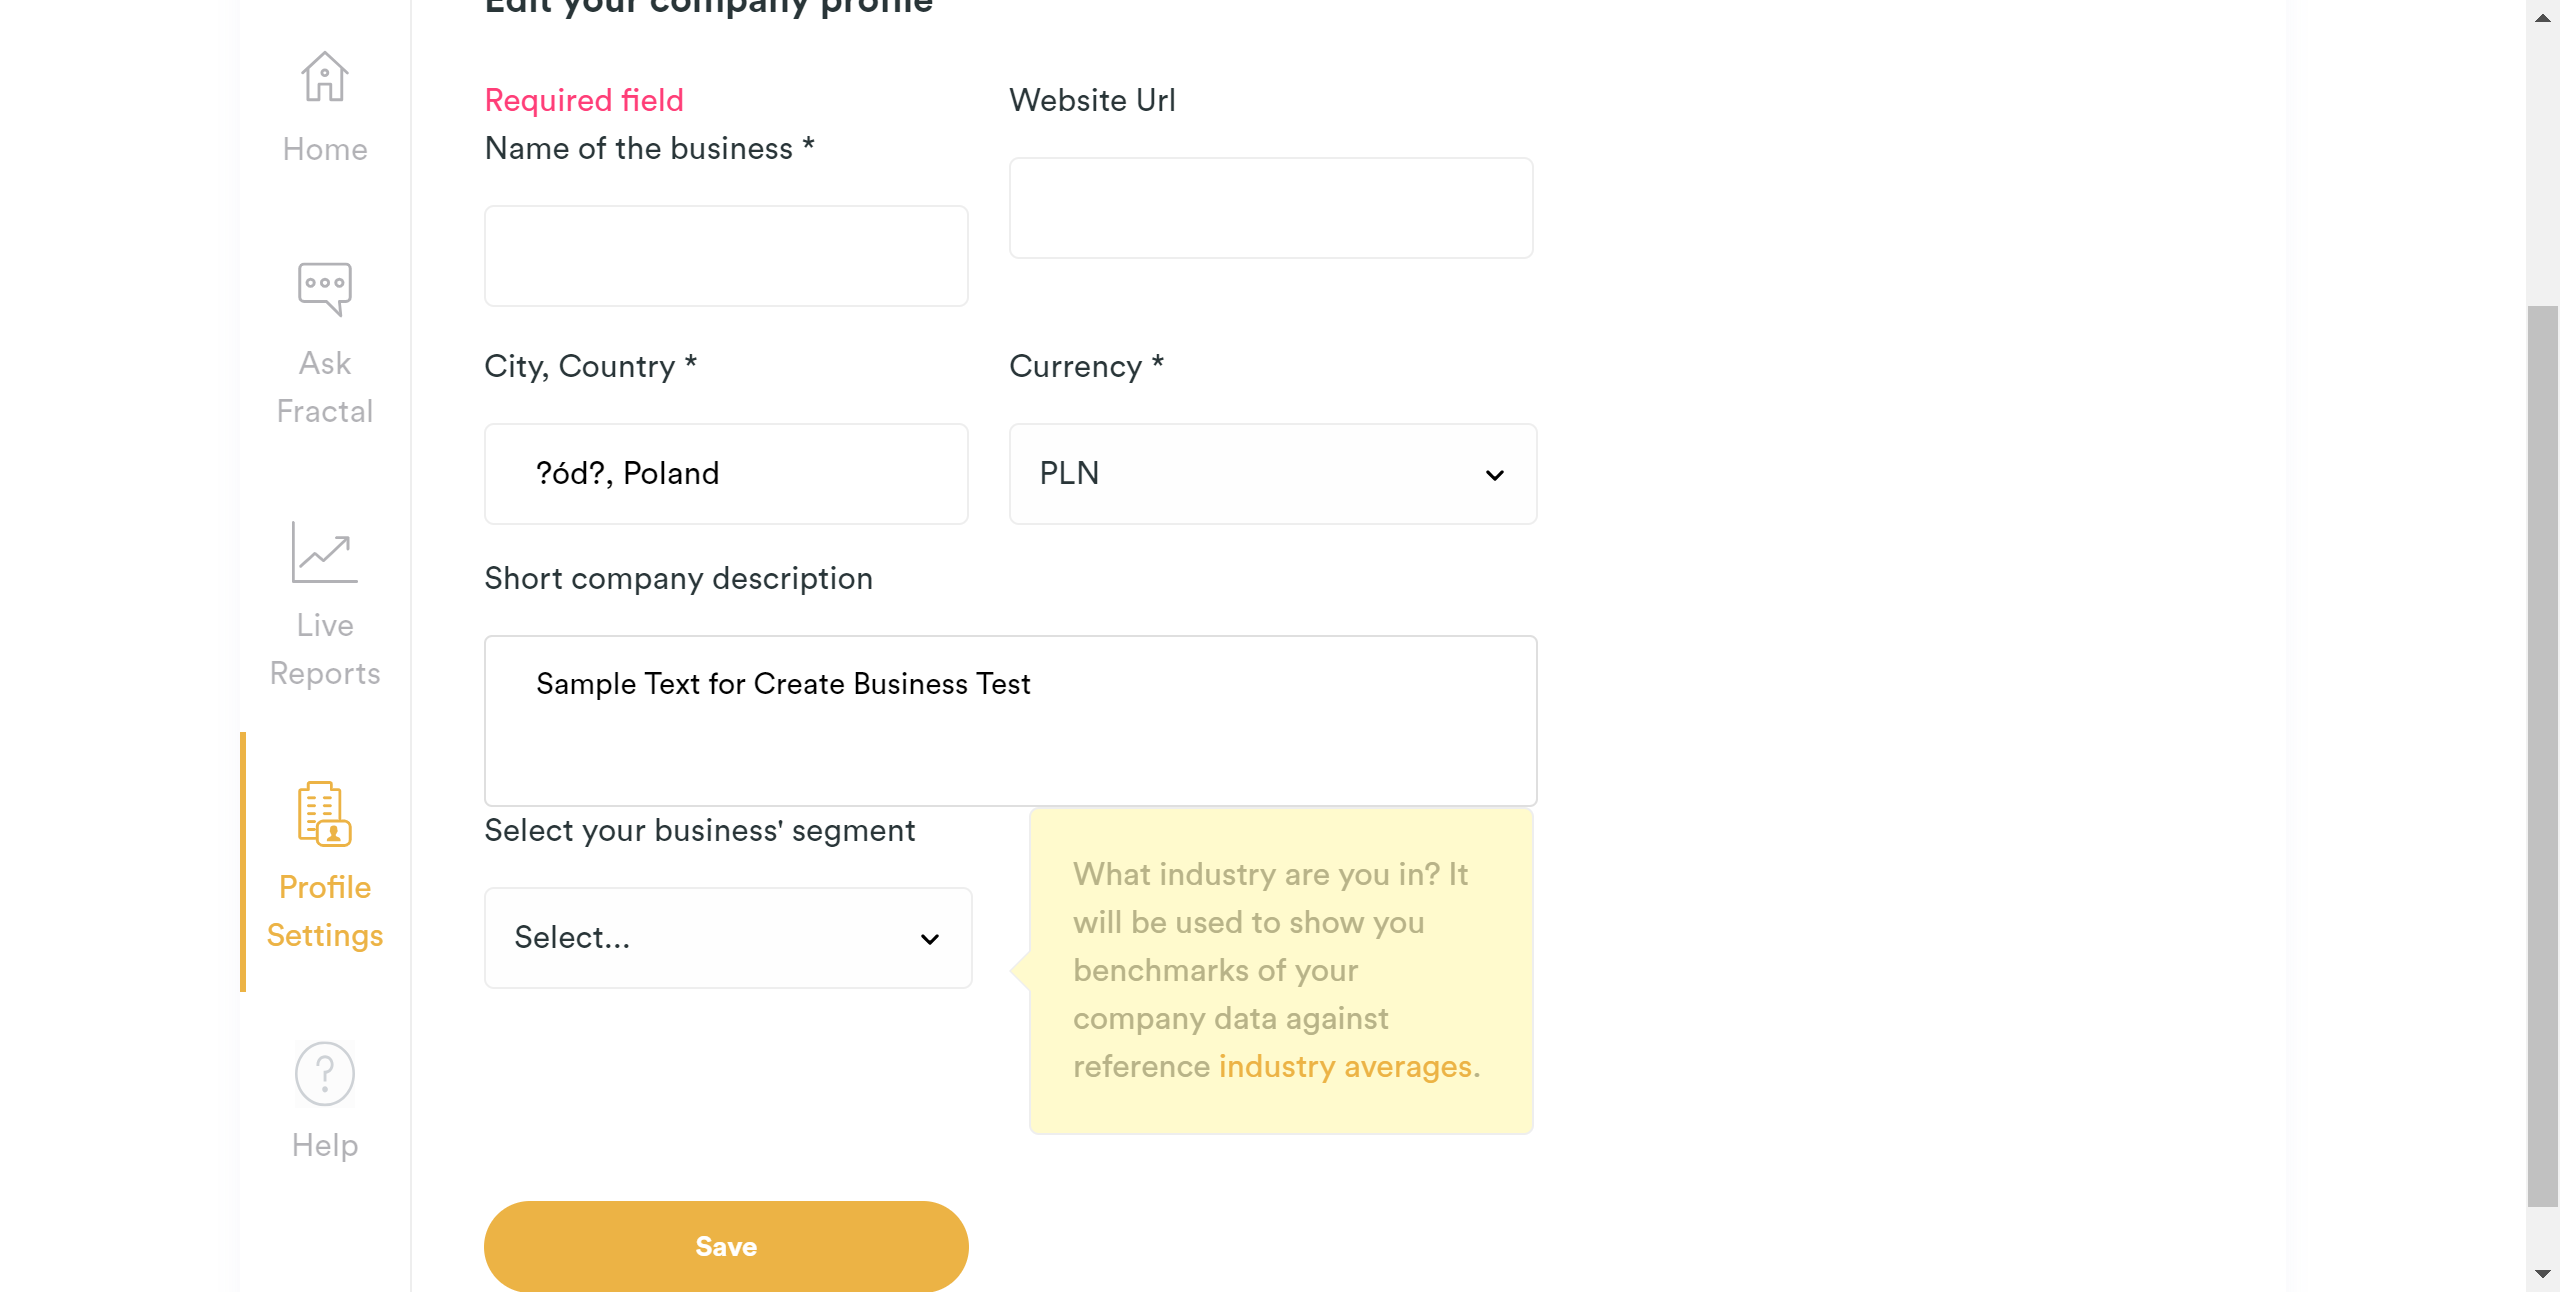 Edit your company profile
Home
Ask
Fractal
Live
Reports
Profile
Settings
Help
Required field
Name of the business *
Website Url
City, Country *
Currency *
?ód?, Poland
PLN
Short company description
Sample Text for Create Business Test
Select your business' segment
Select...
What industry are you in? It
will be used to show you
benchmarks of your
company data against
reference industry averages.
Save